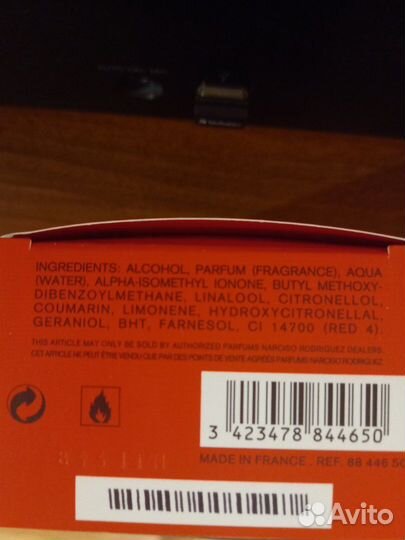 INGREDIENTS: ALCOHOL, PARFUM (FRAGRANCE), AQUA
(WATER), ALPHA-ISOMETHYL IONONE, BUTYL METHOXY-
DIBENZOYLMETHANE, LINALOOL, CITRONELLOL,
COUMARIN, LIMONENE, HYDROXYCITRONELLAL,
GERANIOL, BHT, FARNESOL, CI 14700 (RED 4).
THIS ARTICLE MAY ONLY BE SOLD BY AUTHORIZED PARFUMS NARCISO RODRIGUEZ DEALERS.
CET ARTICLE NE PEUT ÊTRE VENDU QUE PAR DES POINTS DE VENTE AGRÉÉS PARFUMS NARCISO RODRIGUEZ
3 423478 844650
MADE IN FRANCE. REF. 88 446 50
Avito